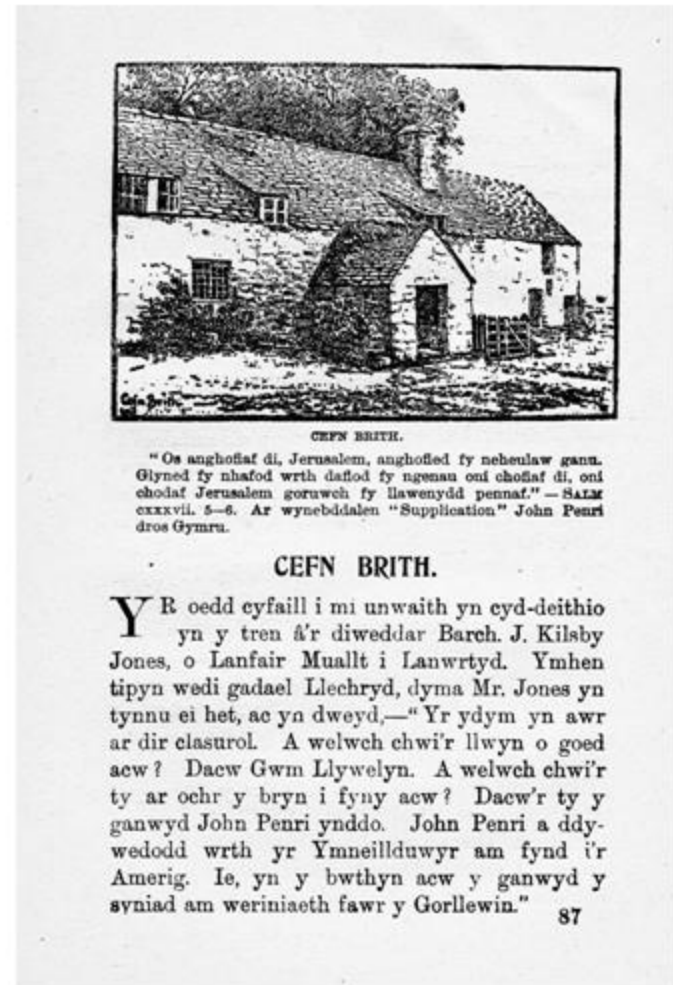 Cefn Brith
CEFN BRITH.
"Os anghofiaf di, Jerusalem, anghofied fy neheulaw ganu.
Glyned fy nhafod wrth daflod fy ngenau oni chofiaf di, oni
chodaf Jerusalem goruwch fy llawenydd pennaf."—SALM
cxxxvii. 5—6. Ar wynebddalen "Supplication" John Penri
dros Gymru.
CEFN BRITH.
YR oedd cyfaill i mi unwaith yn cyd-deithio
yn y tren â'r diweddar Barch. J. Kilsby
Jones, o Lanfair Muallt i Lanwrtyd. Ymhen
tipyn wedi gadael Llechryd, dyma Mr. Jones yn
tynnu ei het, ac yn dweyd,—"Yr ydym yn awr
ar dir clasurol. A welwch chwi'r llwyn o goed
acw? Dacw Gwm Llywelyn. A welwch chwi'r
ty ar ochr y bryn i fyny acw? Dacw'r ty y
ganwyd John Penri ynddo. John Penri a ddy-
wedodd wrth yr Ymneillduwyr am fynd i'r
Amerig. Ie, yn y bwthyn acw y ganwyd y
syniad am weriniaeth fawr y Gorllewin."
87